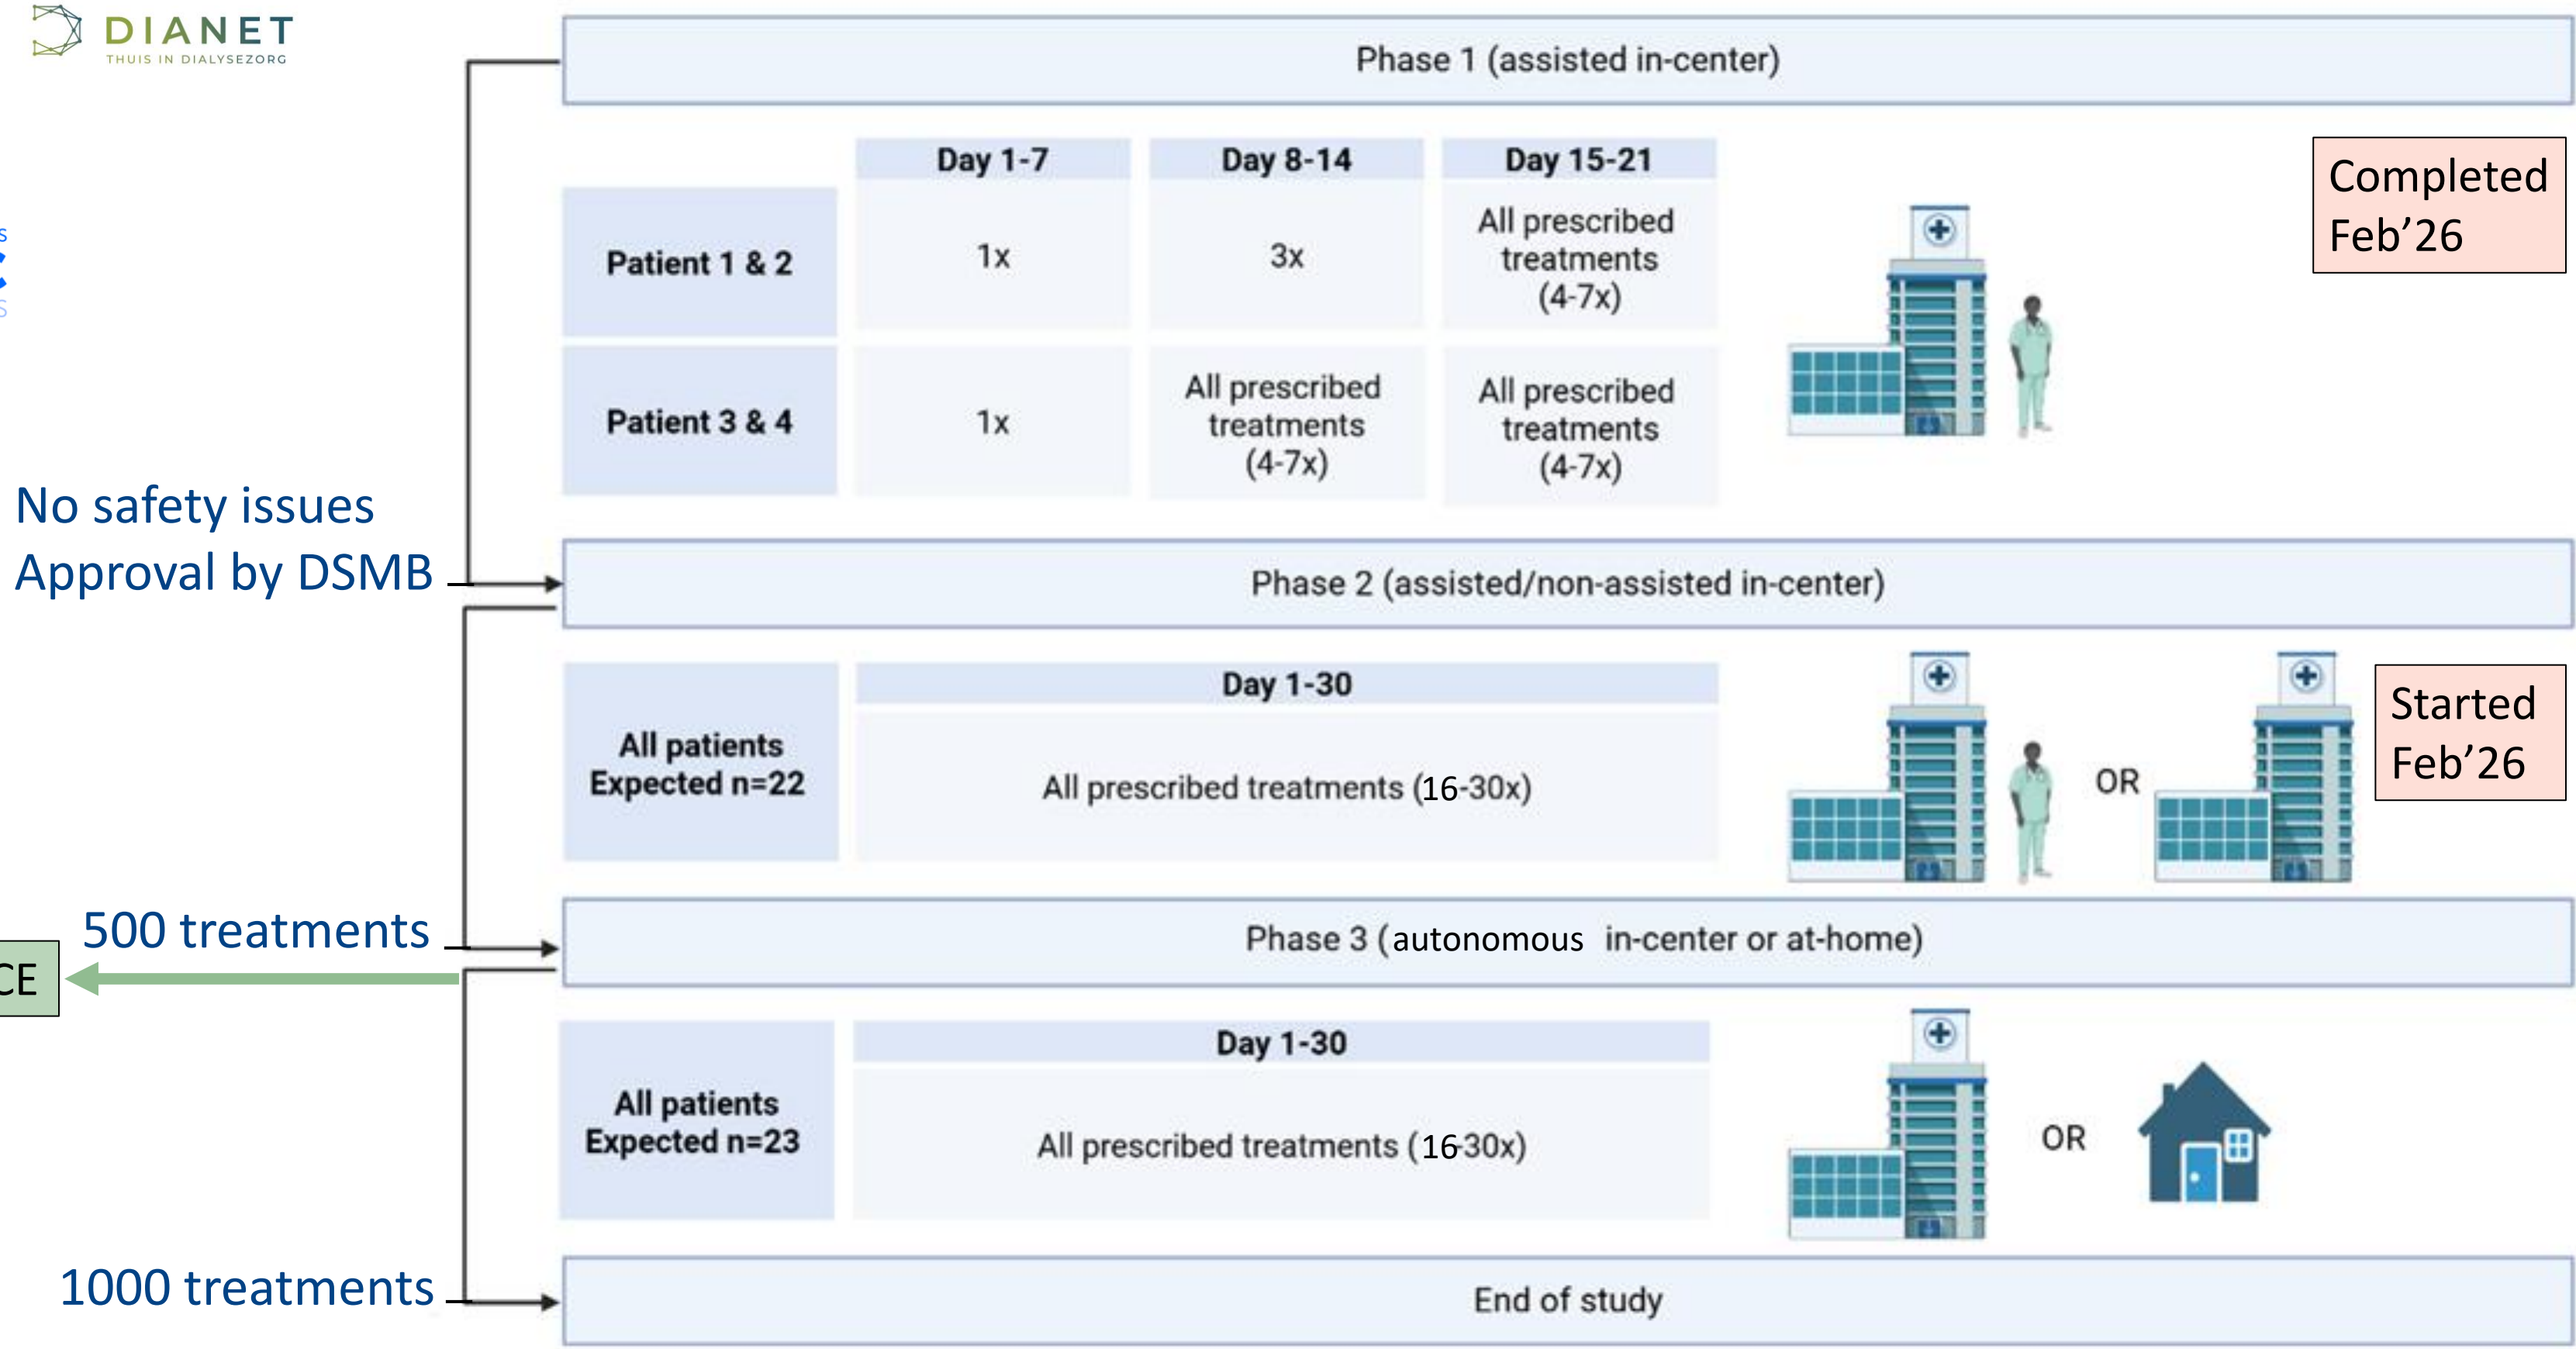 DIANET
THUIS IN DIALYSEZORG
Phase 1 (assisted in-center)
Day 1-7
Day 8-14
Day 15-21
Completed
Feb’26
Patient 1 & 2
1x
3x
All prescribed
treatments
(4-7x)
Patient 3 & 4
1x
All prescribed
treatments
(4-7x)
All prescribed
treatments
(4-7x)
No safety issues
Approval by DSMB
Phase 2 (assisted/non-assisted in-center)
All patients
Expected n=22
Day 1-30
All prescribed treatments (16-30x)
OR
Started
Feb’26
500 treatments
Phase 3 (autonomous in-center or at-home)
CE
All patients
Expected n=23
Day 1-30
All prescribed treatments (16-30x)
OR
1000 treatments
End of study